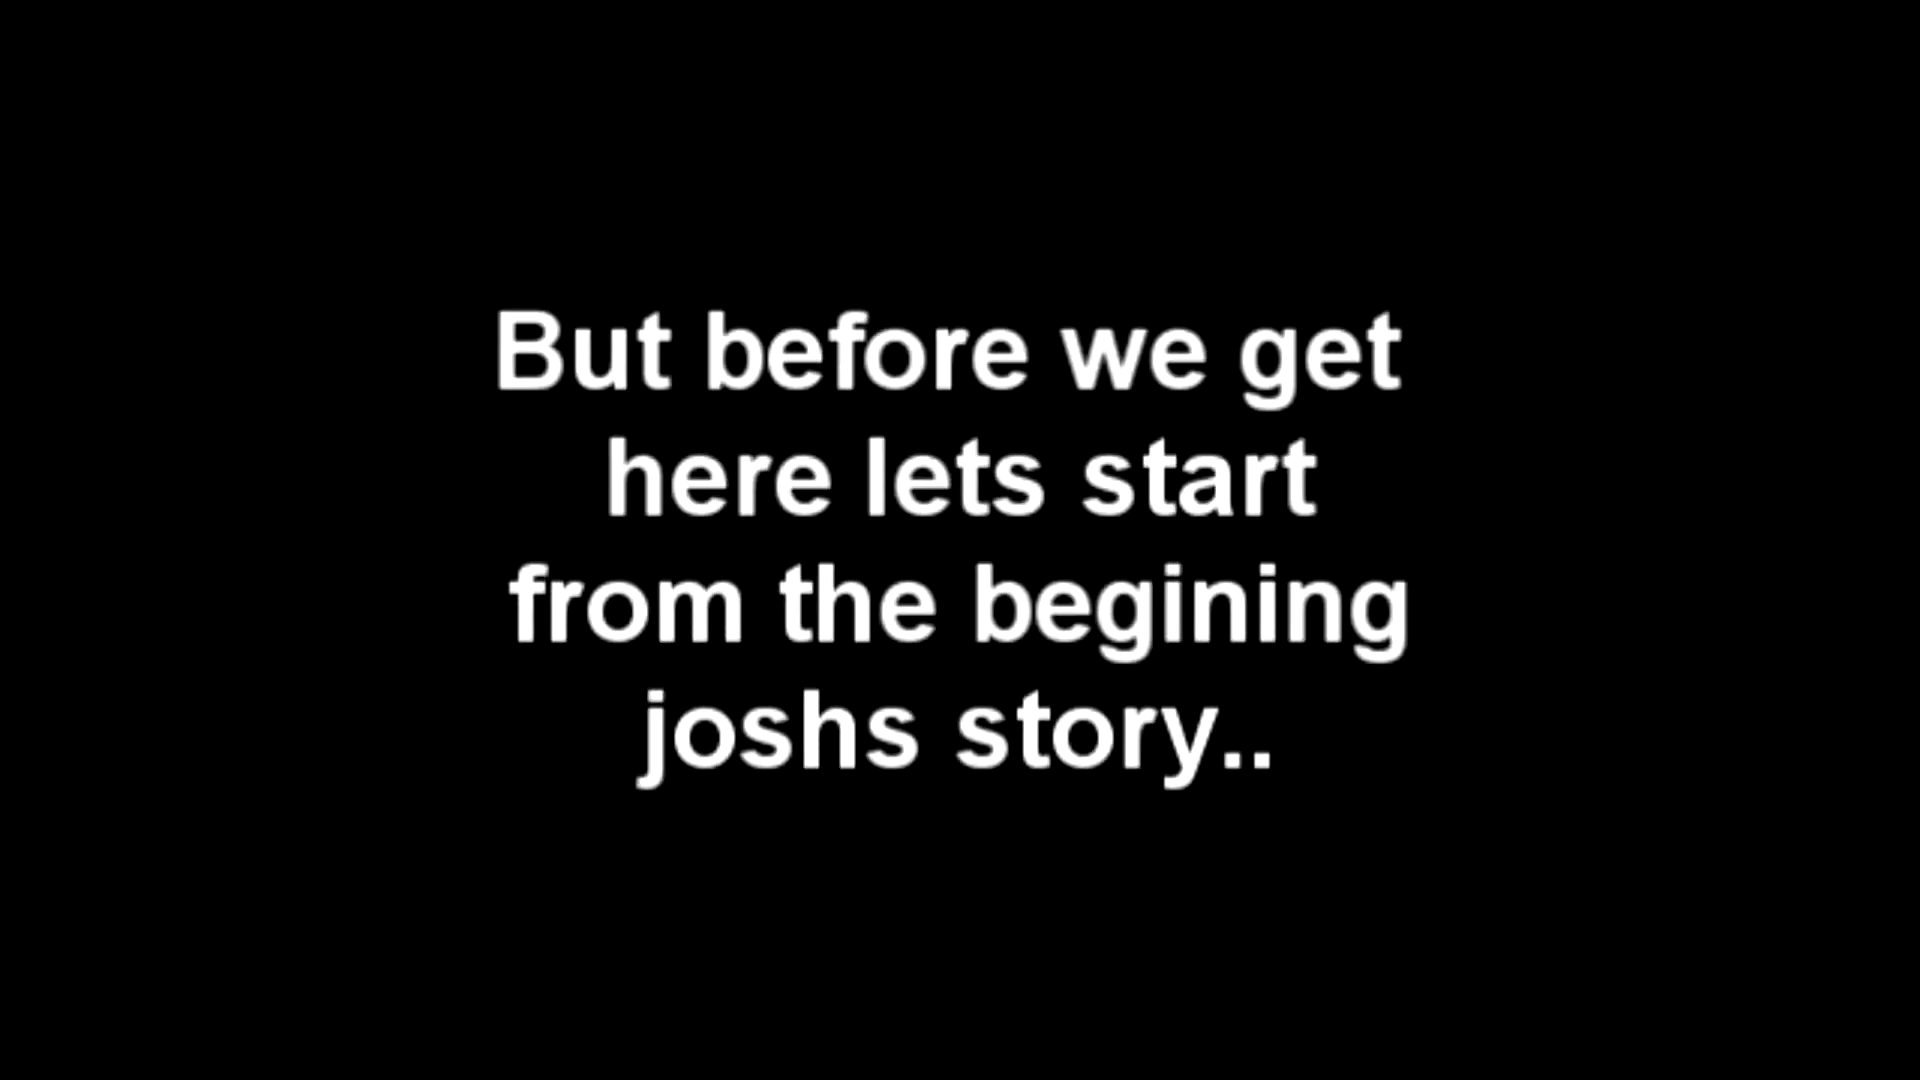 But before we get
here lets start
from the begining
joshs story..